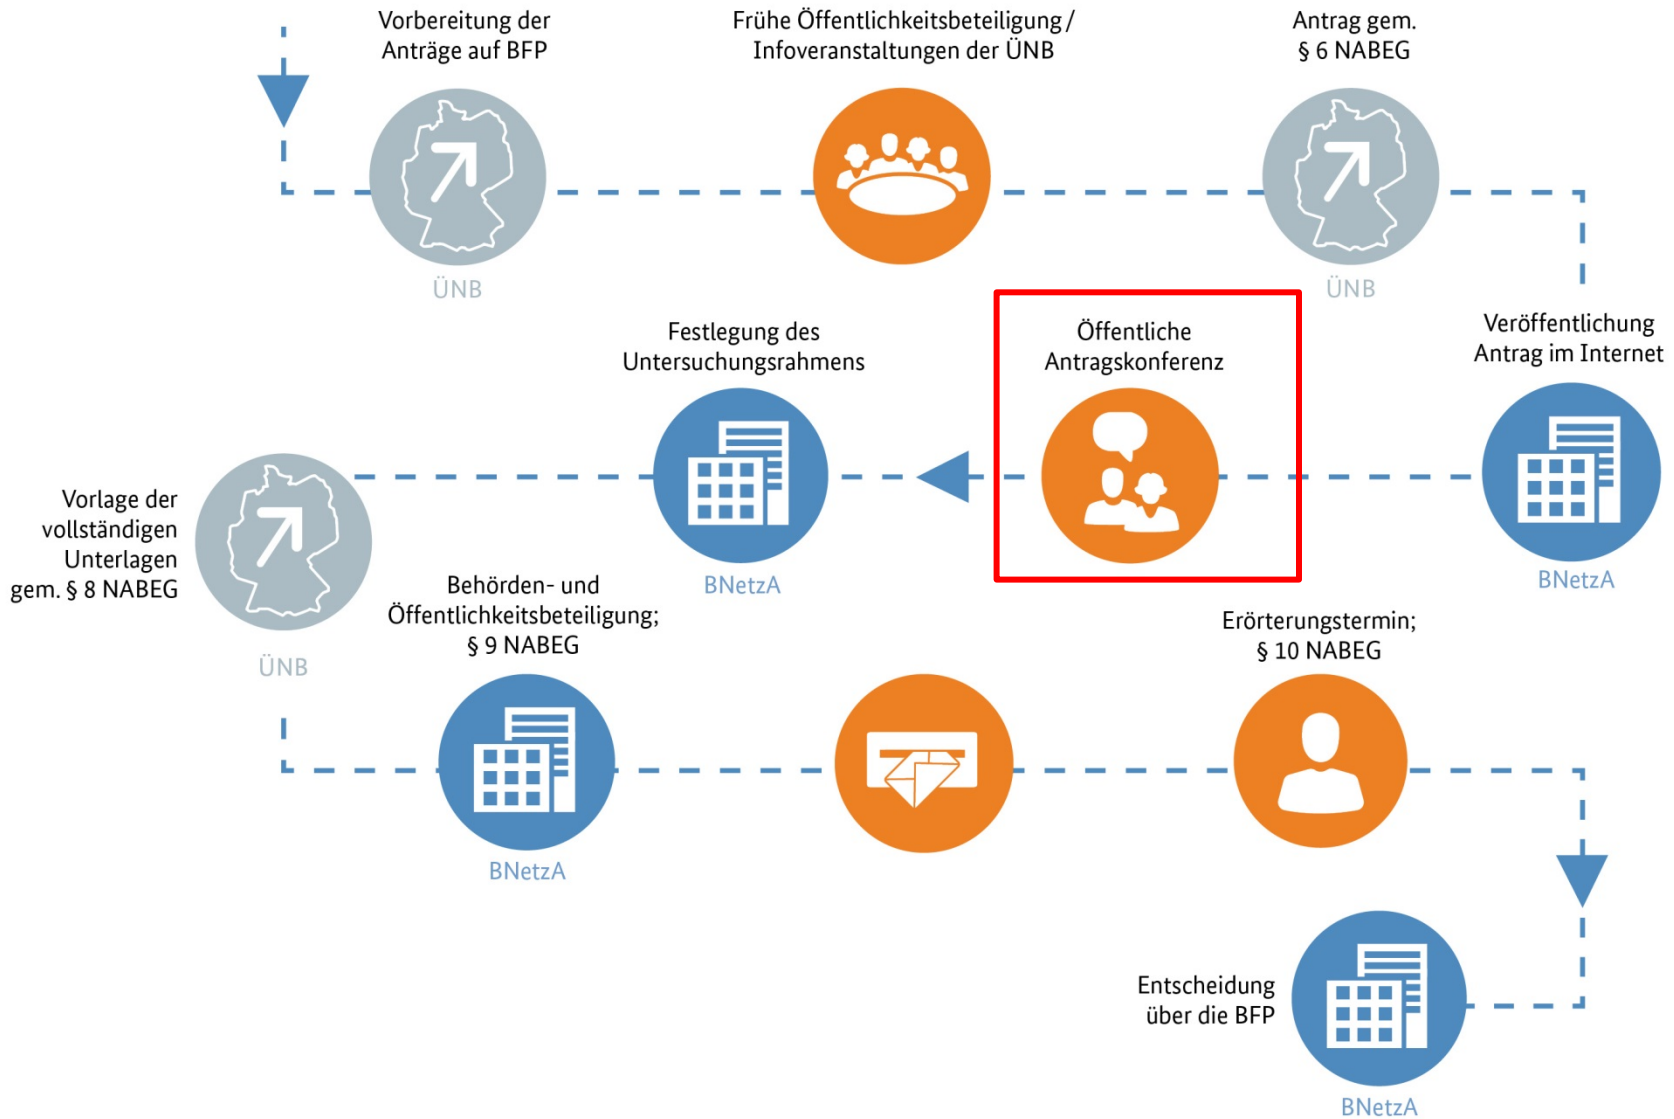 Vorbereitung der
Anträge auf BFP
ÜNB
Frühe Öffentlichkeitsbeteiligung /
Infoveranstaltungen der ÜNB
Antrag gem.
§ 6 NABEG
ÜNB
Veröffentlichung
Antrag im Internet
BNetzA
Öffentliche
Antragskonferenz
Festlegung des
Untersuchungsrahmens
BNetzA
Vorlage der
vollständigen
Unterlagen
gem. § 8 NABEG
ÜNB
Behörden- und
Öffentlichkeitsbeteiligung;
§ 9 NABEG
BNetzA
Erörterungstermin;
§ 10 NABEG
Entscheidung
über die BFP
BNetzA